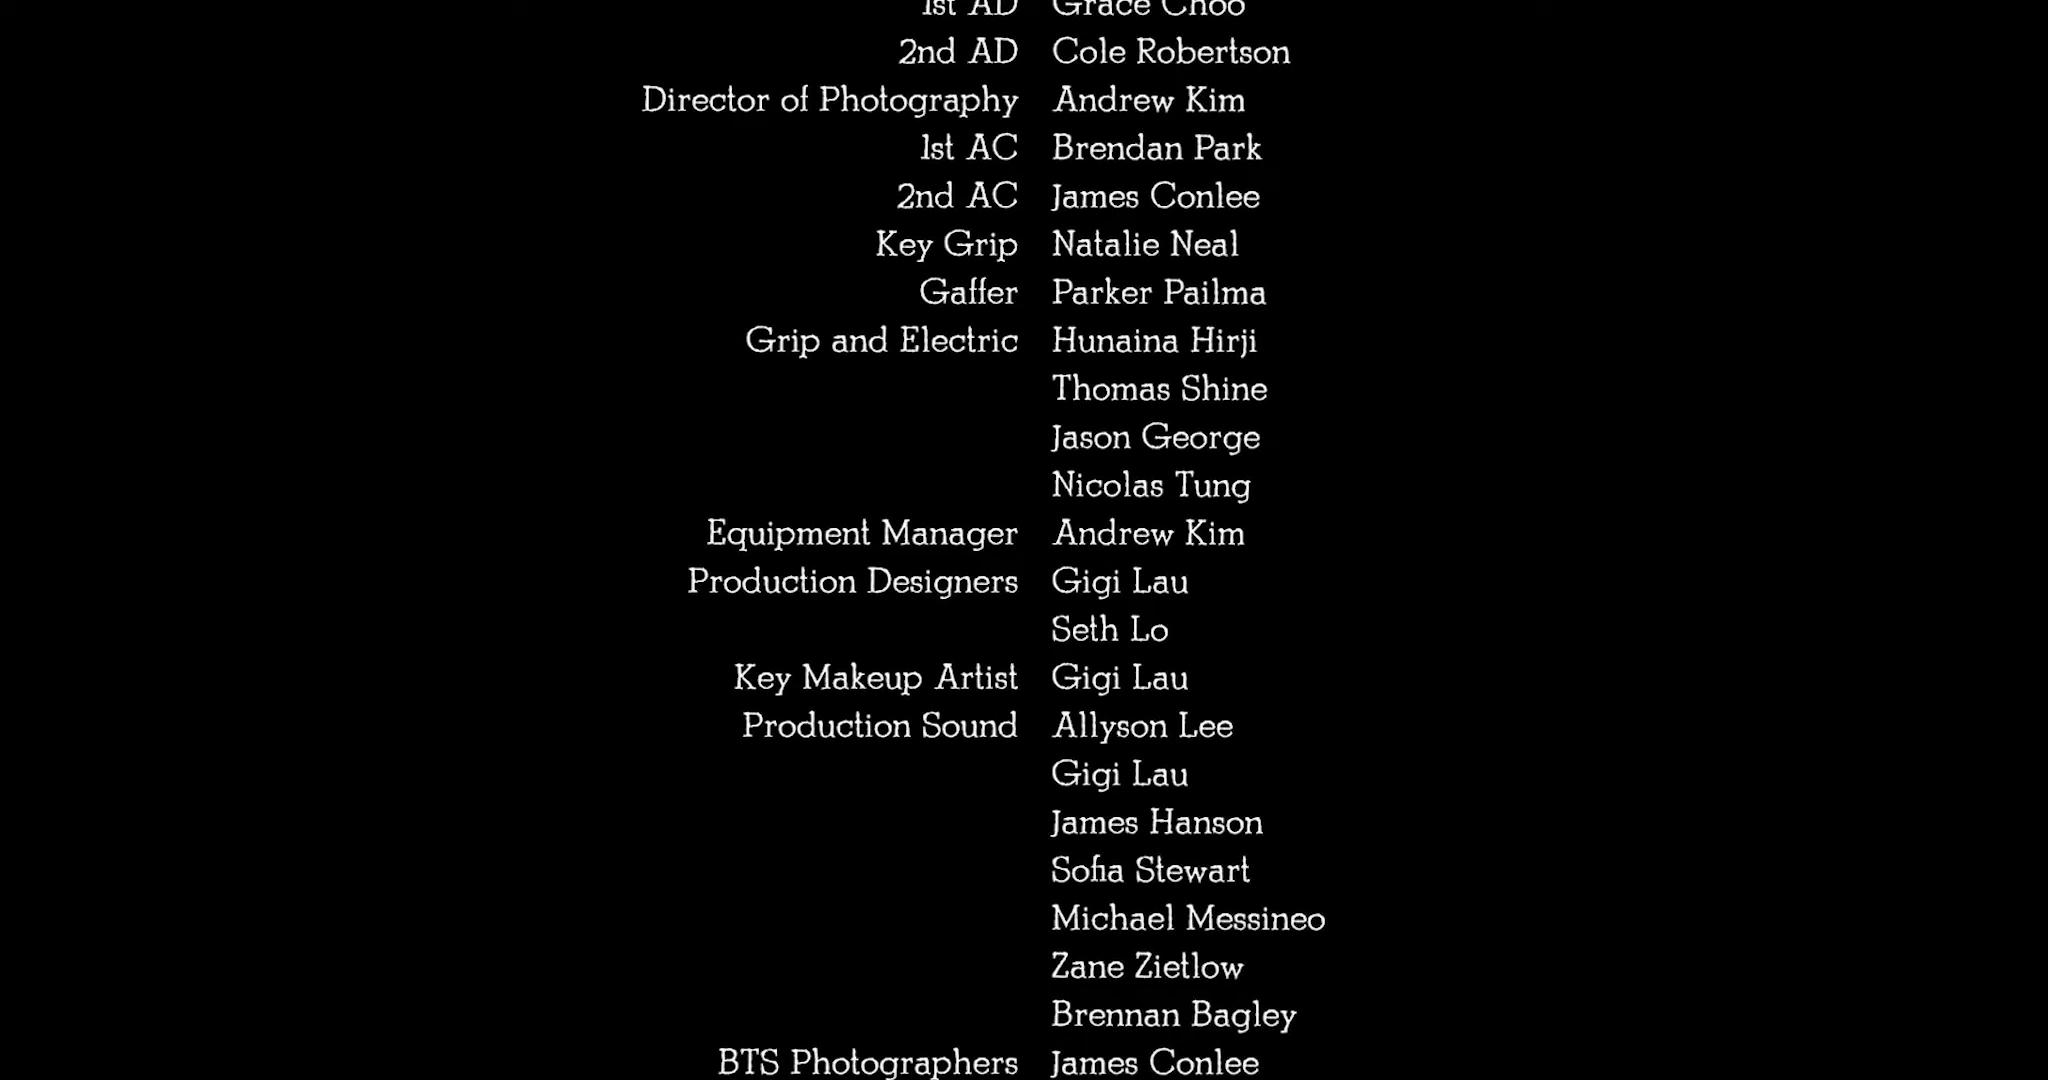 1st AD Grace Choo
2nd AD Cole Robertson
Director of Photography Andrew Kim
1st AC Brendan Park
2nd AC James Conlee
Key Grip Natalie Neal
Gaffer Parker Pailma
Grip and Electric Hunaina Hirji
Thomas Shine
Jason George
Nicolas Tung
Equipment Manager Andrew Kim
Production Designers Gigi Lau
Seth Lo
Key Makeup Artist Gigi Lau
Production Sound Allyson Lee
Gigi Lau
James Hanson
Sofia Stewart
Michael Messineo
Zane Zietlow
Brennan Bagley
BTS Photographers James Conlee